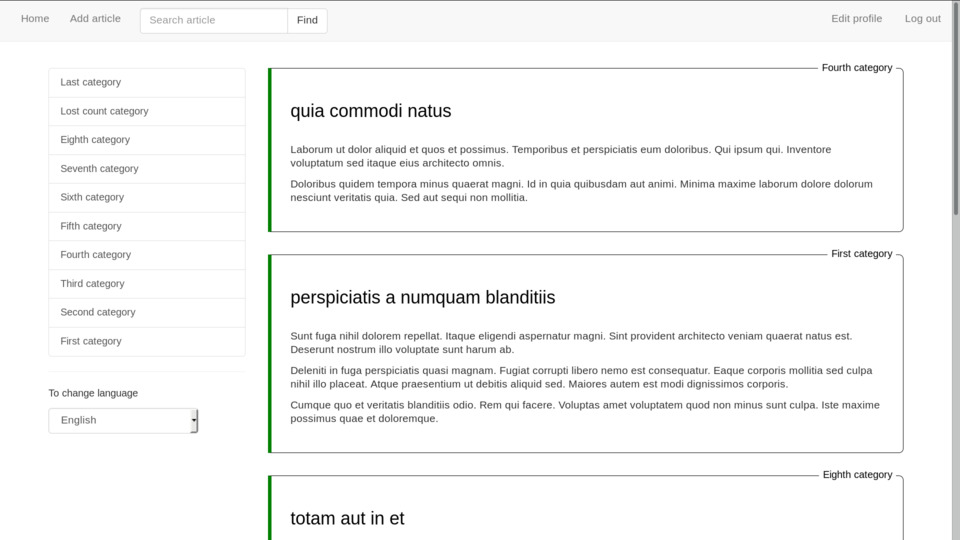 Home Add article Search article Find Edit profile Log out
Last category
Lost count category
Eighth category
Seventh category
Sixth category
Fifth category
Fourth category
Third category
Second category
First category
To change language
English
Fourth category
quia commodi natus
Laborum ut dolor aliquid et quos et possimus. Temporibus et perspiciatis eum doloribus. Qui ipsum qui. Inventore
voluptatum sed itaque eius architecto omnis.
Doloribus quidem tempora minus quaerat magni. Id in quia quibusdam aut animi. Minima maxime laborum dolore dolorum
nesciunt veritatis quia. Sed aut sequi non mollitia.
First category
perspiciatis a numquam blanditiis
Sunt fuga nihil dolorem repellat. Itaque eligendi aspernatur magni. Sint provident architecto veniam quaerat natus est.
Deserunt nostrum illo voluptate sunt harum ab.
Deleniti in fuga perspiciatis quasi magnam. Fugiat corrupti libero nemo est consequatur. Eaque corporis mollitia sed culpa
nihil illo placeat. Atque praesentium ut debitis aliquid sed. Maiores autem est modi dignissimos corporis.
Cumque quo et veritatis blanditiis odio. Rem qui facere. Voluptas amet voluptatem quod non minus sunt culpa. Iste maxime
possimus quae et doloremque.
Eighth category
totam aut in et